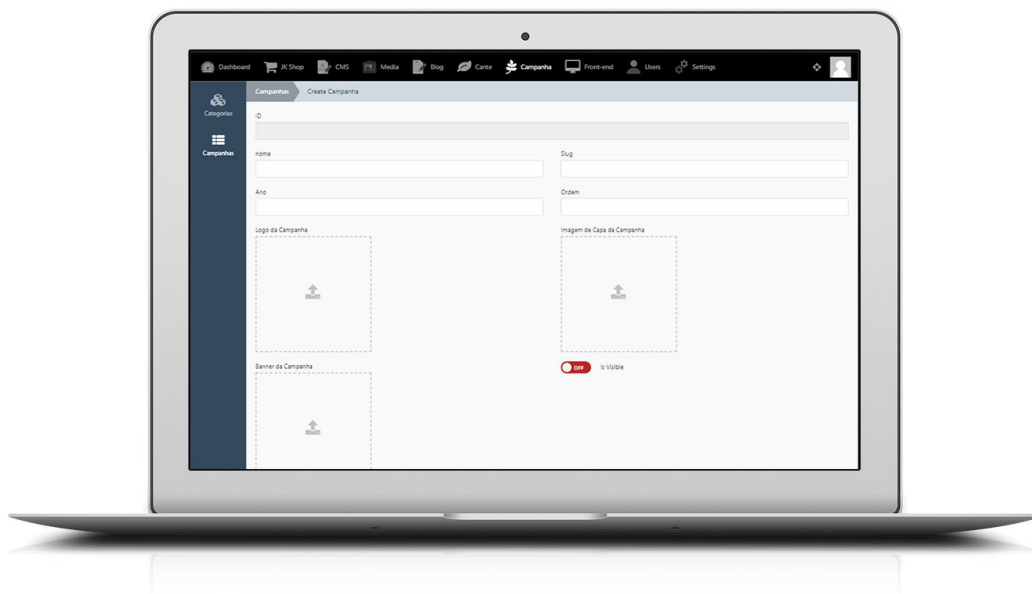 Dashboard JK Shop CMS Media Blog Cante Campanha Front-end Users Settings
Categorias
Campanhas
Campanhas Create Campanha
ID
nome Slug
Ano Ordem
Logo da Campanha Imagem de Capa da Campanha
Banner da Campanha OFF Is Visible